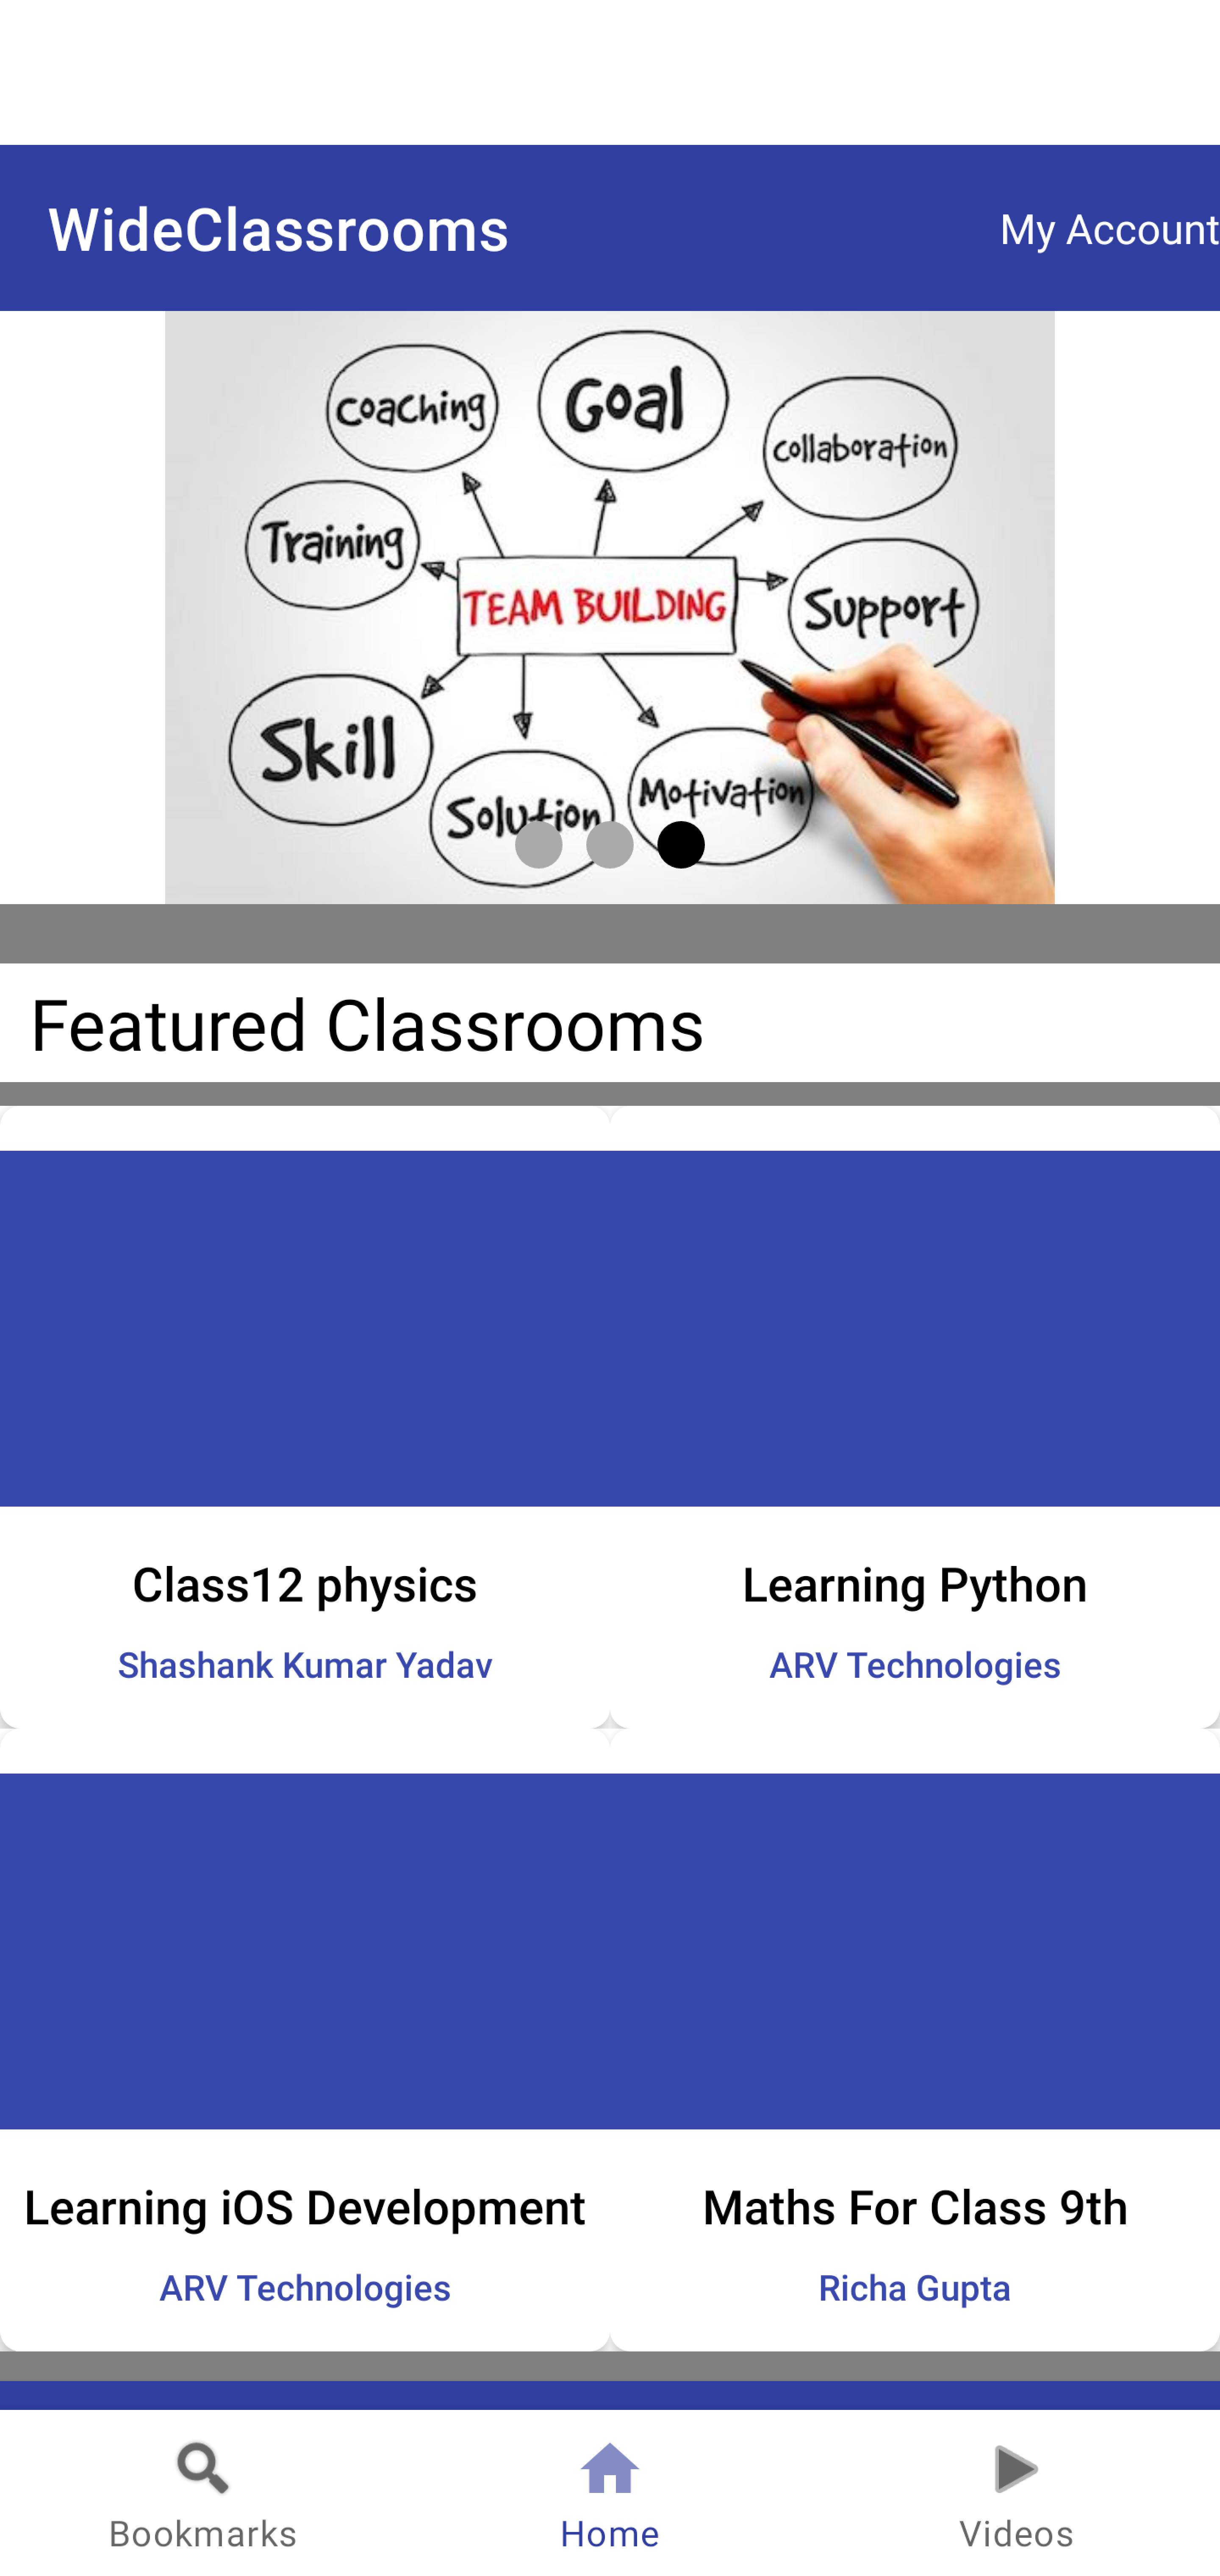 WideClassrooms
My Account
coaching
Goal
collaboration
Training
TEAM BUILDING
Support
Skill
Solution
Motivation
Featured Classrooms
Class12 physics
Shashank Kumar Yadav
Learning Python
ARV Technologies
Learning iOS Development
ARV Technologies
Maths For Class 9th
Richa Gupta
Bookmarks
Home
Videos